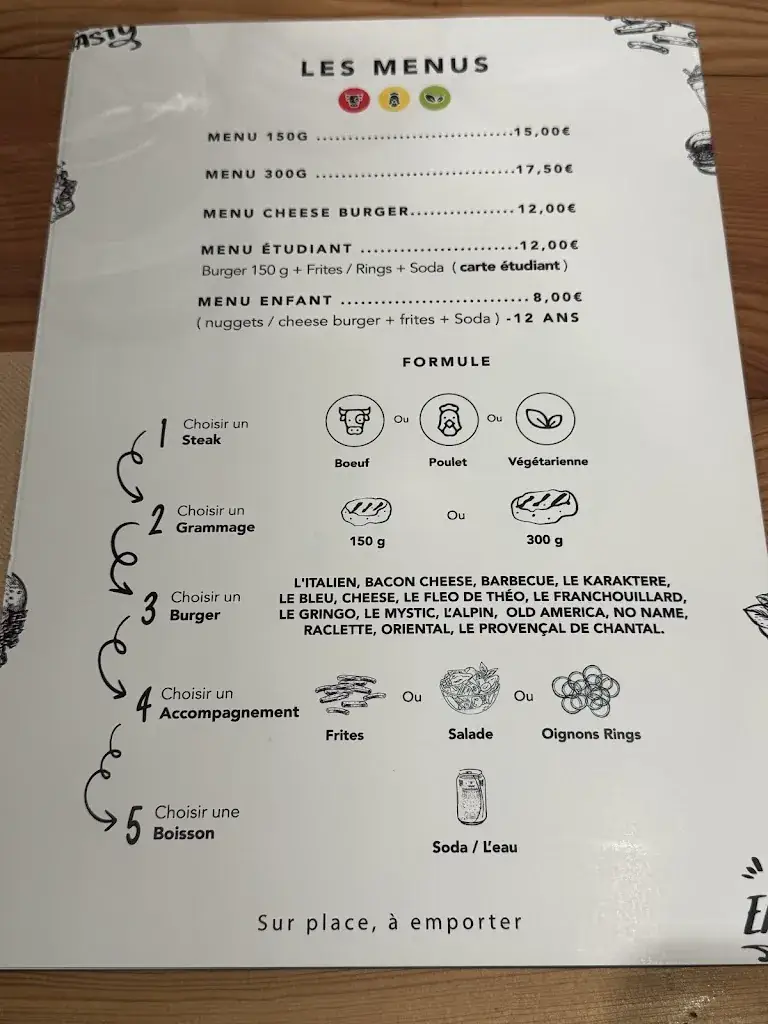 ASTY
LES MENUS
MENU 150G ................................15,00€
MENU 300G ................................17,50€
MENU CHEESE BURGER................12,00€
MENU ÉTUDIANT .........................12,00€
Burger 150 g + Frites / Rings + Soda ( carte étudiant )
MENU ENFANT ............................. 8,00€
( nuggets / cheese burger + frites + Soda ) -12 ANS
FORMULE
1 Choisir un
Steak
Ou
Ou
Boeuf
Poulet
Végétarienne
2 Choisir un
Grammage
Ou
150 g
300 g
3 Choisir un
Burger
L'ITALIEN, BACON CHEESE, BARBECUE, LE KARAKTERE,
LE BLEU, CHEESE, LE FLEO DE THÉO, LE FRANCHOUILLARD,
LE GRINGO, LE MYSTIC, L'ALPIN, OLD AMERICA, NO NAME,
RACLETTE, ORIENTAL, LE PROVENÇAL DE CHANTAL.
4 Choisir un
Accompagnement
Ou
Ou
Frites
Salade
Oignons Rings
5 Choisir une
Boisson
Soda / L'eau
Sur place, à emporter